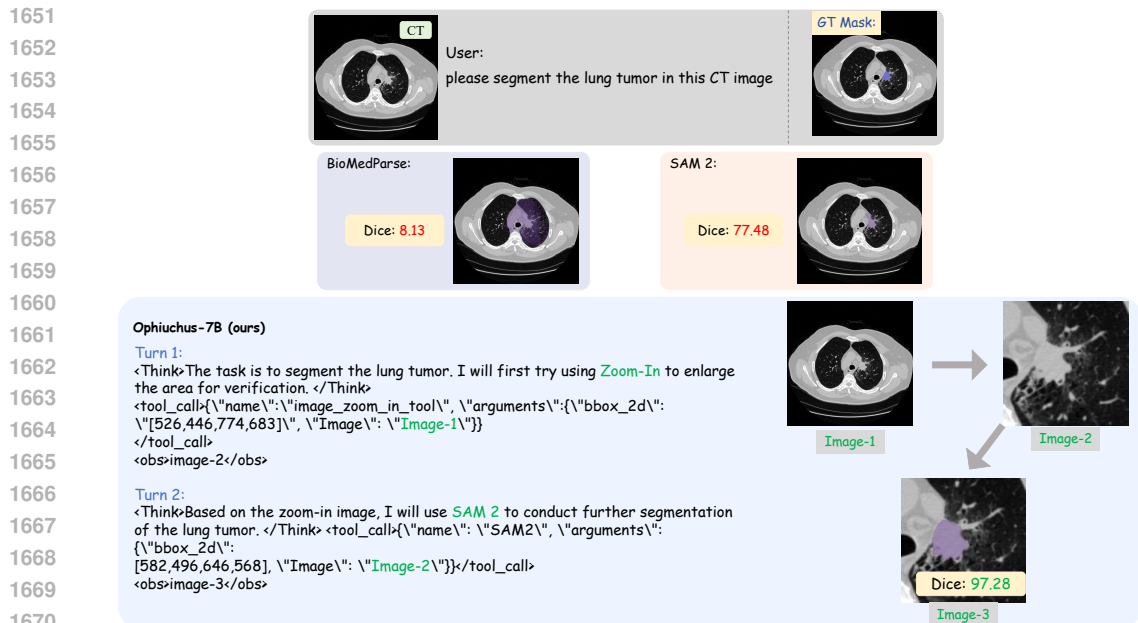 1651
1652
1653
1654
1655
1656
1657
1658
1659
1660
1661
1662
1663
1664
1665
1666
1667
1668
1669
1670
CT
User:
please segment the lung tumor in this CT image
GT Mask:
BioMedParse:
Dice: 8.13
SAM 2:
Dice: 77.48
Ophiuchus-7B (ours)
Turn 1:
<Think>The task is to segment the lung tumor. I will first try using Zoom-In to enlarge
the area for verification. </Think>
<tool_call>{\"name\":\"image_zoom_in_tool\", \"arguments\":{\"bbox_2d\":
\"[526,446,774,683]\", \"Image\": \"Image-1\"}}
</tool_call>
<obs>image-2</obs>
Turn 2:
<Think>Based on the zoom-in image, I will use SAM 2 to conduct further segmentation
of the lung tumor. </Think> <tool_call>{\"name\": \"SAM2\", \"arguments\":
{\"bbox_2d\":
[582,496,646,568], \"Image\": \"Image-2\"}}</tool_call>
<obs>image-3</obs>
Image-1
Image-2
Dice: 97.28
Image-3